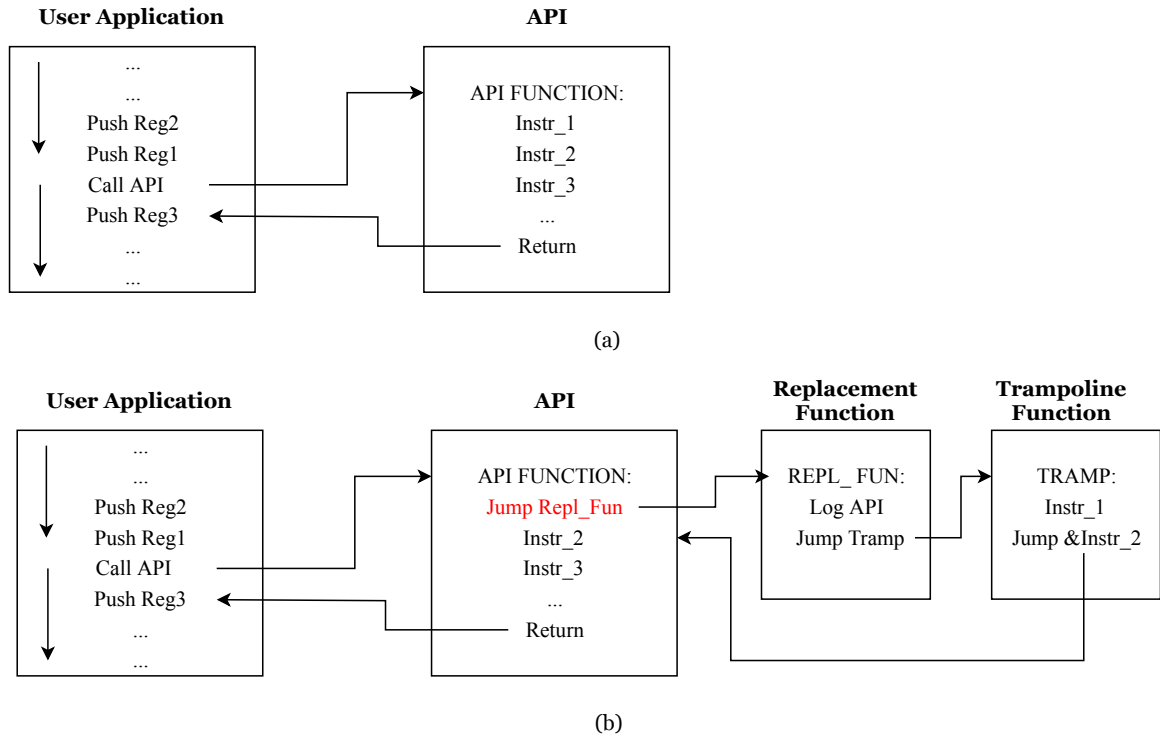 User Application
...
...
Push Reg2
Push Reg1
Call API
Push Reg3
...
...
API
API FUNCTION:
Instr_1
Instr_2
Instr_3
...
Return
(a)
User Application
...
...
Push Reg2
Push Reg1
Call API
Push Reg3
...
...
API
API FUNCTION:
Jump Repl_Fun
Instr_2
Instr_3
...
Return
Replacement
Function
REPL_ FUN:
Log API
Jump Tramp
Trampoline
Function
TRAMP:
Instr_1
Jump &Instr_2
(b)